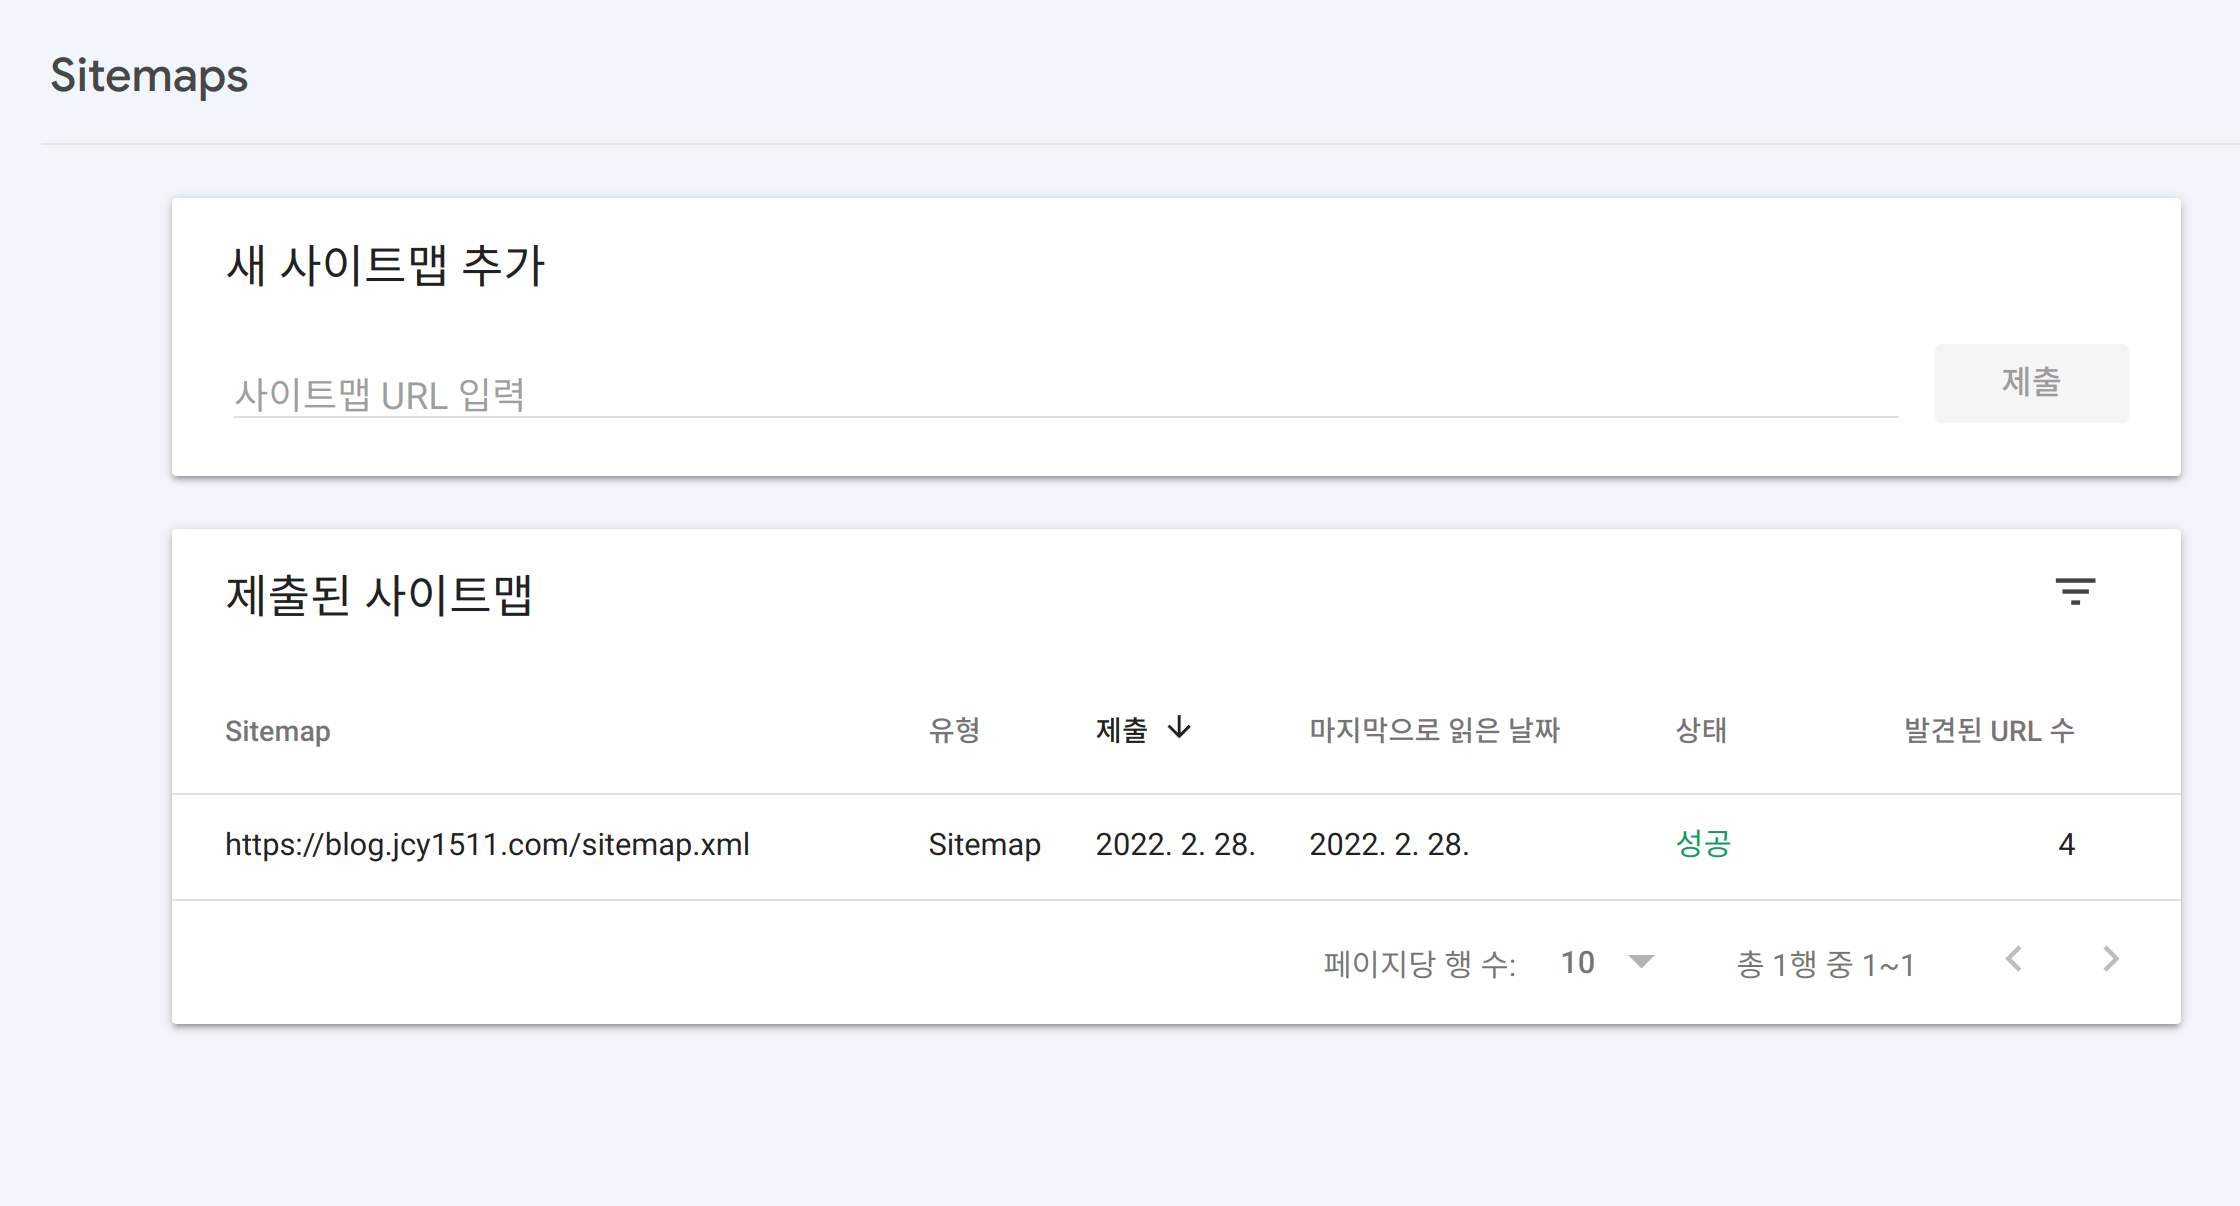 Sitemaps
새 사이트맵 추가
사이트맵 URL 입력
제출
제출된 사이트맵
Sitemap 유형 제출 마지막으로 읽은 날짜 상태 발견된 URL 수
https://blog.jcy1511.com/sitemap.xml Sitemap 2022. 2. 28. 2022. 2. 28. 성공 4
페이지당 행 수: 10 총 1행 중 1~1